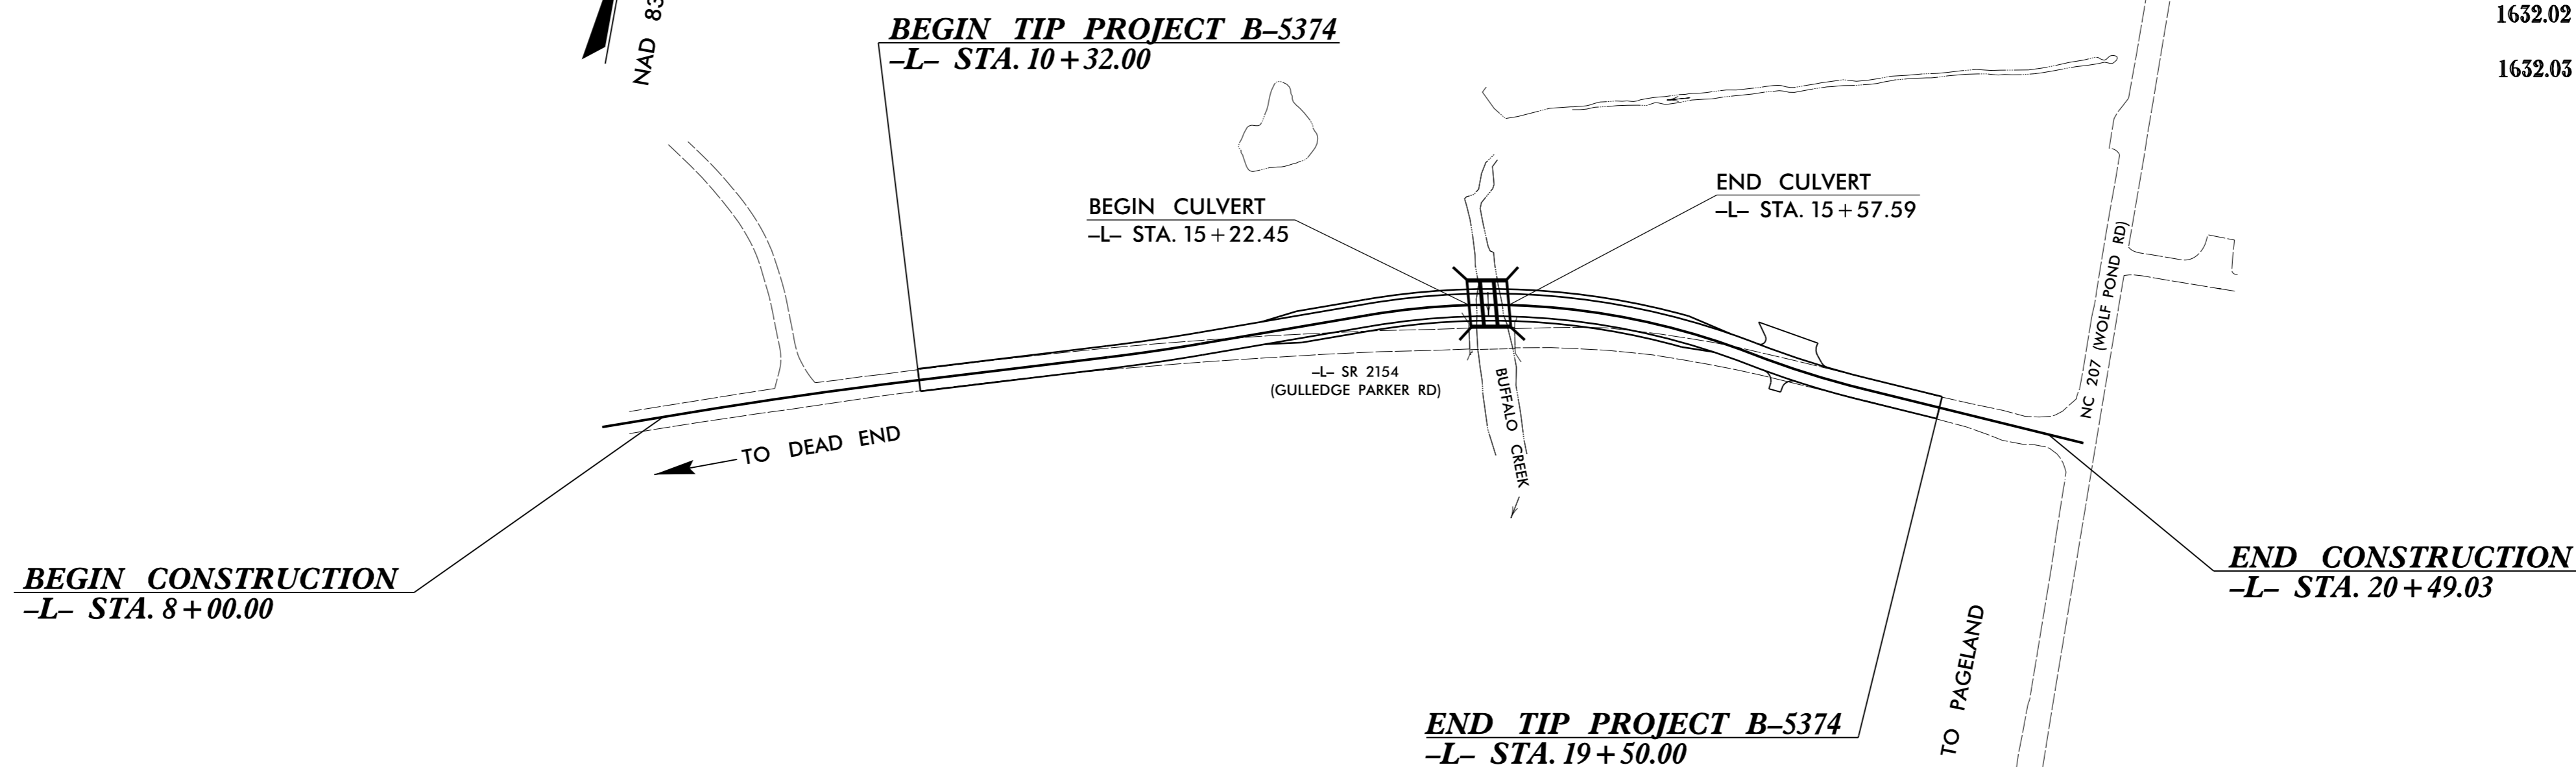 1632.02
1632.03
NAD 83
BEGIN TIP PROJECT B–5374
–L– STA. 10+32.00
BEGIN CULVERT
–L– STA. 15+22.45
END CULVERT
–L– STA. 15+57.59
NC 207 (WOLF POND RD)
–L– SR 2154
(GULLEDGE PARKER RD)
BUFFALO CREEK
TO DEAD END
BEGIN CONSTRUCTION
–L– STA. 8+00.00
END CONSTRUCTION
–L– STA. 20+49.03
TO PAGELAND
END TIP PROJECT B–5374
–L– STA. 19+50.00